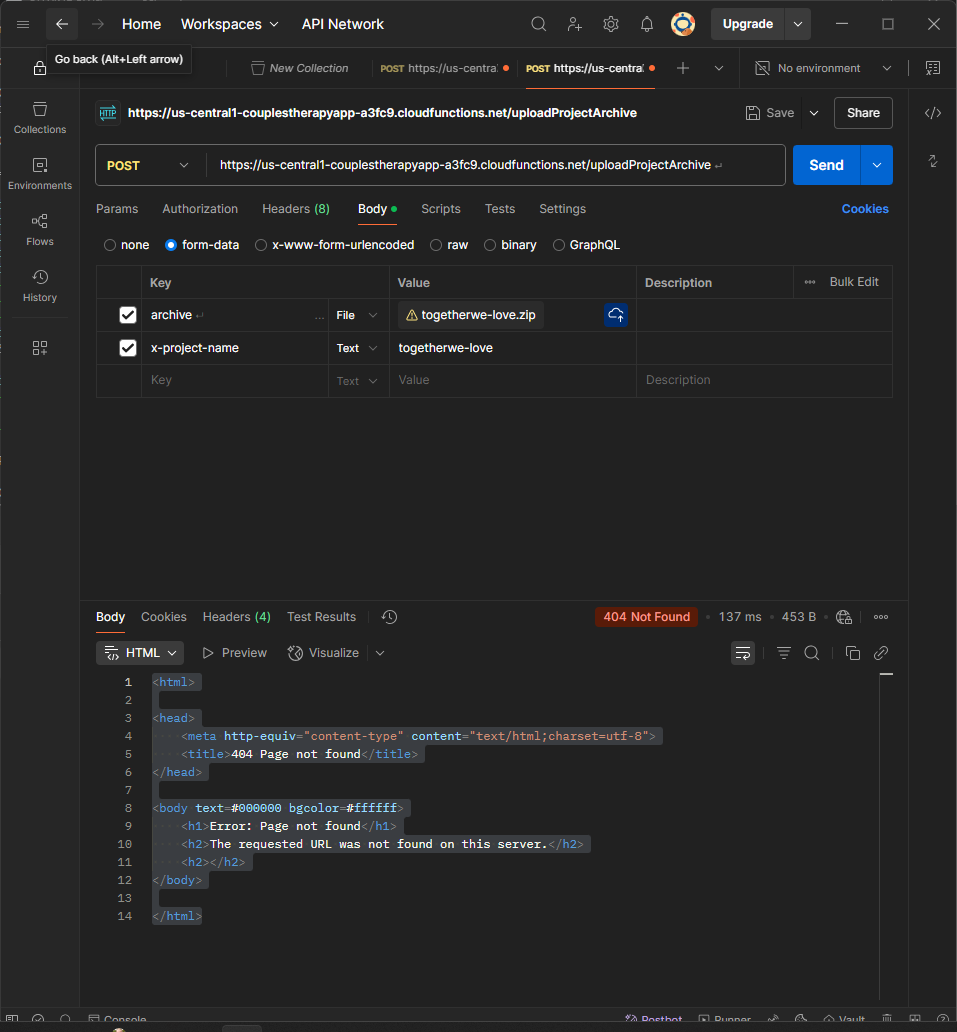 Home Workspaces API Network Upgrade
Go back (Alt+Left arrow)
New Collection POST https://us-central POST https://us-central No environment
https://us-central1-couplestherapyapp-a3fc9.cloudfunctions.net/uploadProjectArchive Save Share
POST https://us-central1-couplestherapyapp-a3fc9.cloudfunctions.net/uploadProjectArchive Send
Params Authorization Headers (8) Body Scripts Tests Settings Cookies
none form-data x-www-form-urlencoded raw binary GraphQL
Key Value Description Bulk Edit
archive File togetherwe-love.zip
x-project-name Text togetherwe-love
Key Text Value Description
Collections
Environments
Flows
History
Body Cookies Headers (4) Test Results 404 Not Found 137 ms 453 B
HTML Preview Visualize
1 <html>
2
3 <head>
4 <meta http-equiv="content-type" content="text/html;charset=utf-8">
5 <title>404 Page not found</title>
6 </head>
7
8 <body text=#000000 bgcolor=#ffffff>
9 <h1>Error: Page not found</h1>
10 <h2>The requested URL was not found on this server.</h2>
11 <h2></h2>
12 </body>
13
14 </html>
Console Postbot Runner Vault